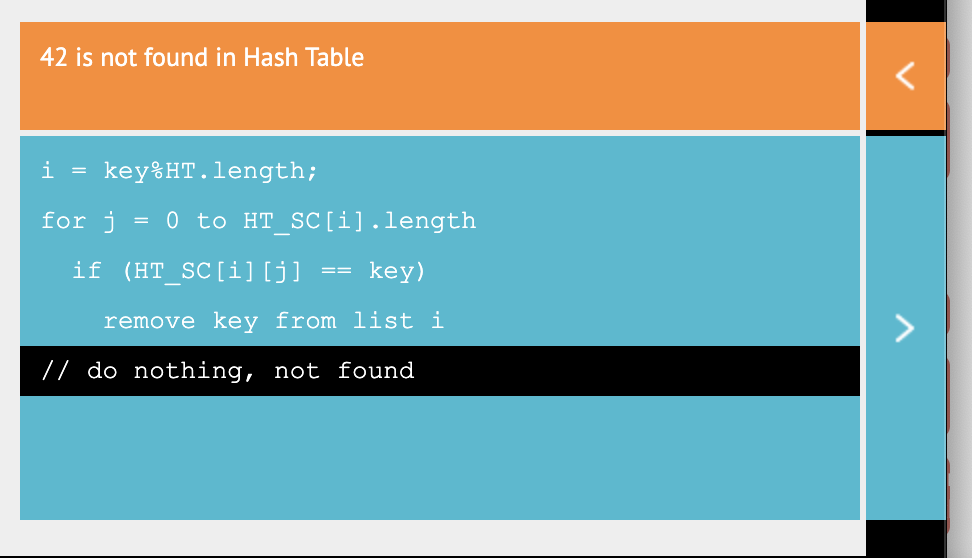 42 is not found in Hash Table
i = key%HT.length;
for j = 0 to HT_SC[i].length
if (HT_SC[i][j] == key)
remove key from list i
// do nothing, not found